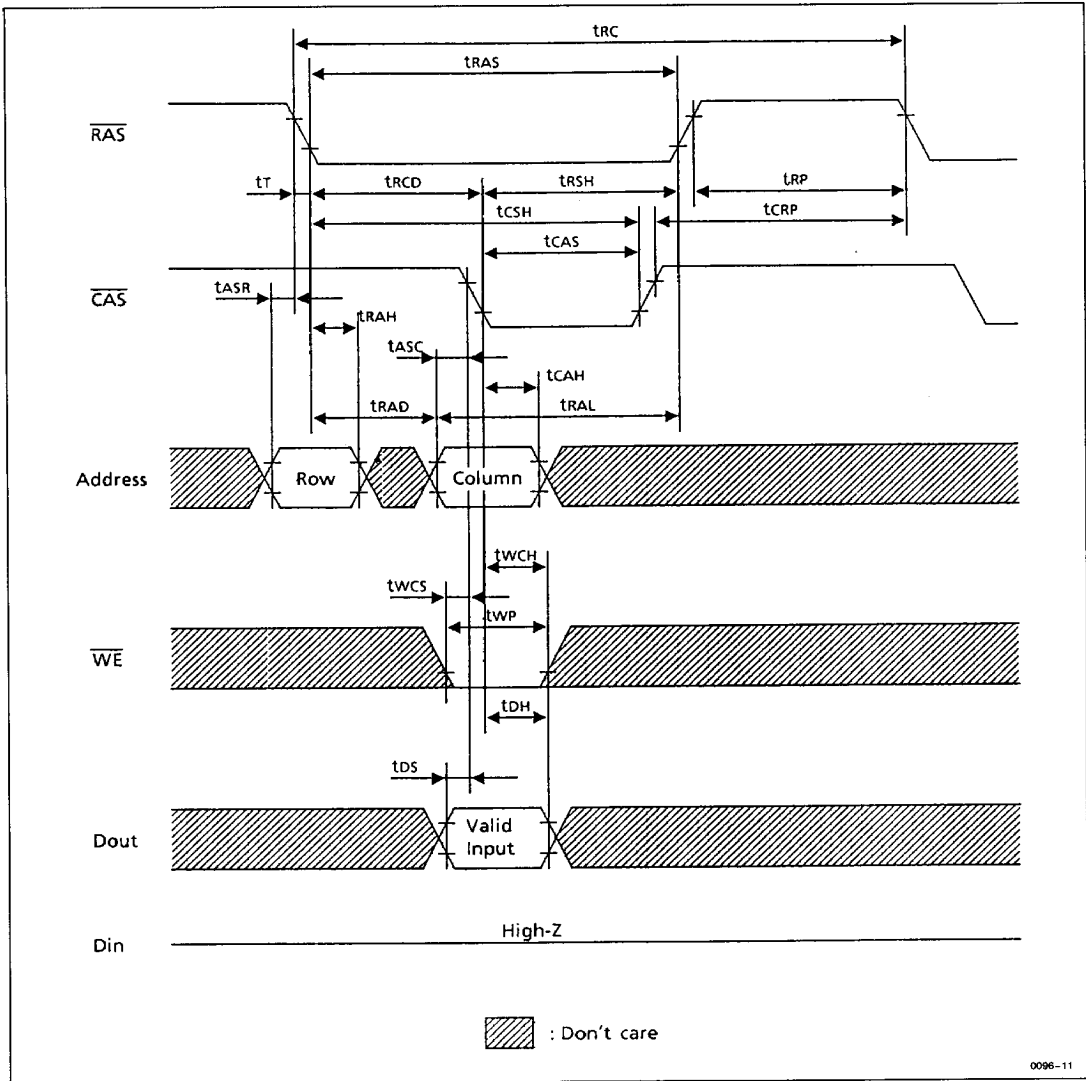 tRC
tRAS
RAS
tT
tRCD
tRSH
tRP
tCSH
tCRP
tCAS
CAS
tASR
tRAH
tASC
tCAH
tRAD
tRAL
Address
Row
Column
tWCH
tWCS
tWP
WE
tDH
tDS
Dout
Valid
Input
Din
High-Z
: Don't care
0096-11